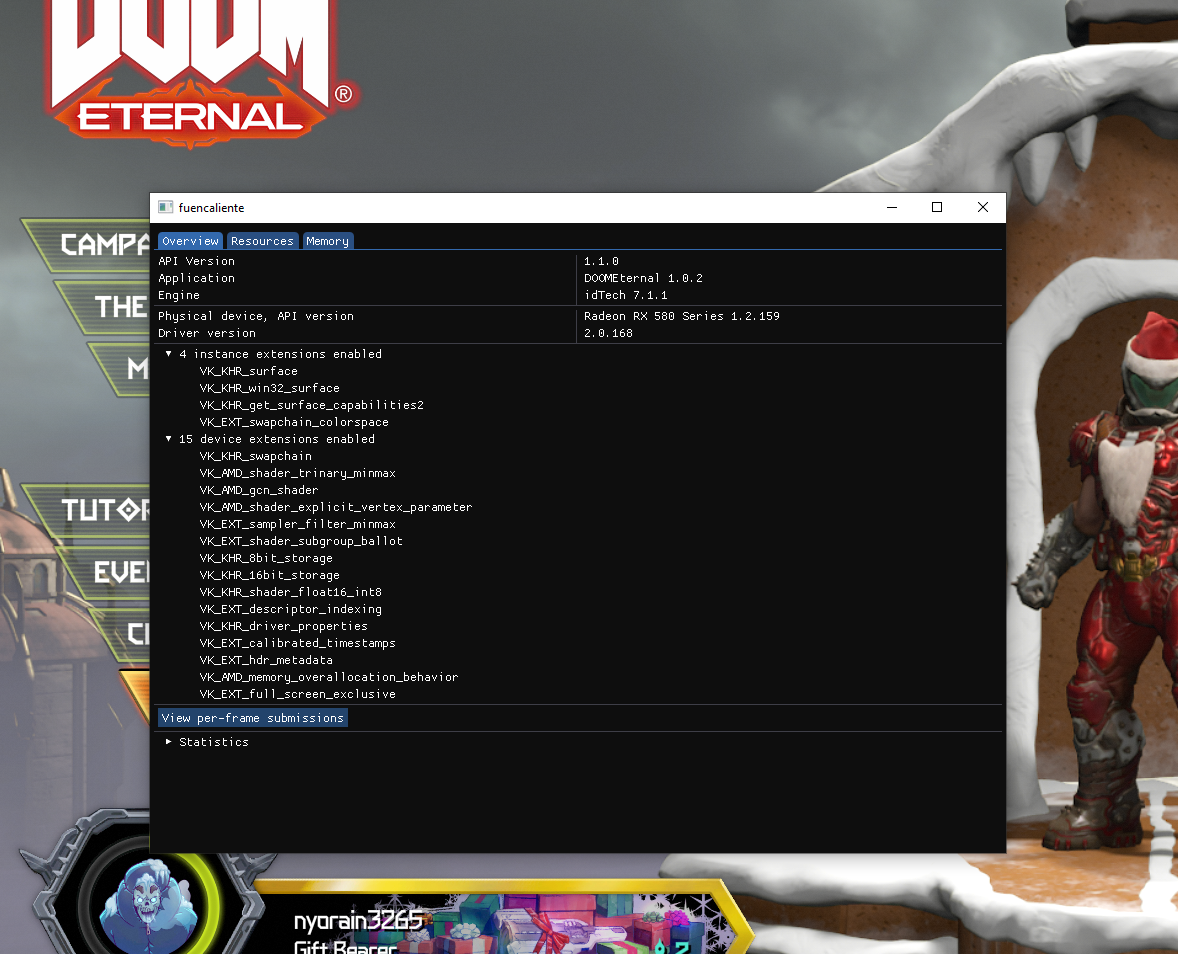 DOOM
ETERNAL®
fuencaliente
Overview Resources Memory
API Version 1.1.0
Application DOOMEternal 1.0.2
Engine idTech 7.1.1
Physical device, API version Radeon RX 580 Series 1.2.159
Driver version 2.0.168
4 instance extensions enabled
VK_KHR_surface
VK_KHR_win32_surface
VK_KHR_get_surface_capabilities2
VK_EXT_swapchain_colorspace
15 device extensions enabled
VK_KHR_swapchain
VK_AMD_shader_trinary_minmax
VK_AMD_gcn_shader
VK_AMD_shader_explicit_vertex_parameter
VK_EXT_sampler_filter_minmax
VK_EXT_shader_subgroup_ballot
VK_KHR_8bit_storage
VK_KHR_16bit_storage
VK_KHR_shader_float16_int8
VK_EXT_descriptor_indexing
VK_KHR_driver_properties
VK_EXT_calibrated_timestamps
VK_EXT_hdr_metadata
VK_AMD_memory_overallocation_behavior
VK_EXT_full_screen_exclusive
View per-frame submissions
Statistics
CAMPA
THE
M
TUTOR
EVE
nyorain3265
Gift Bearer
2